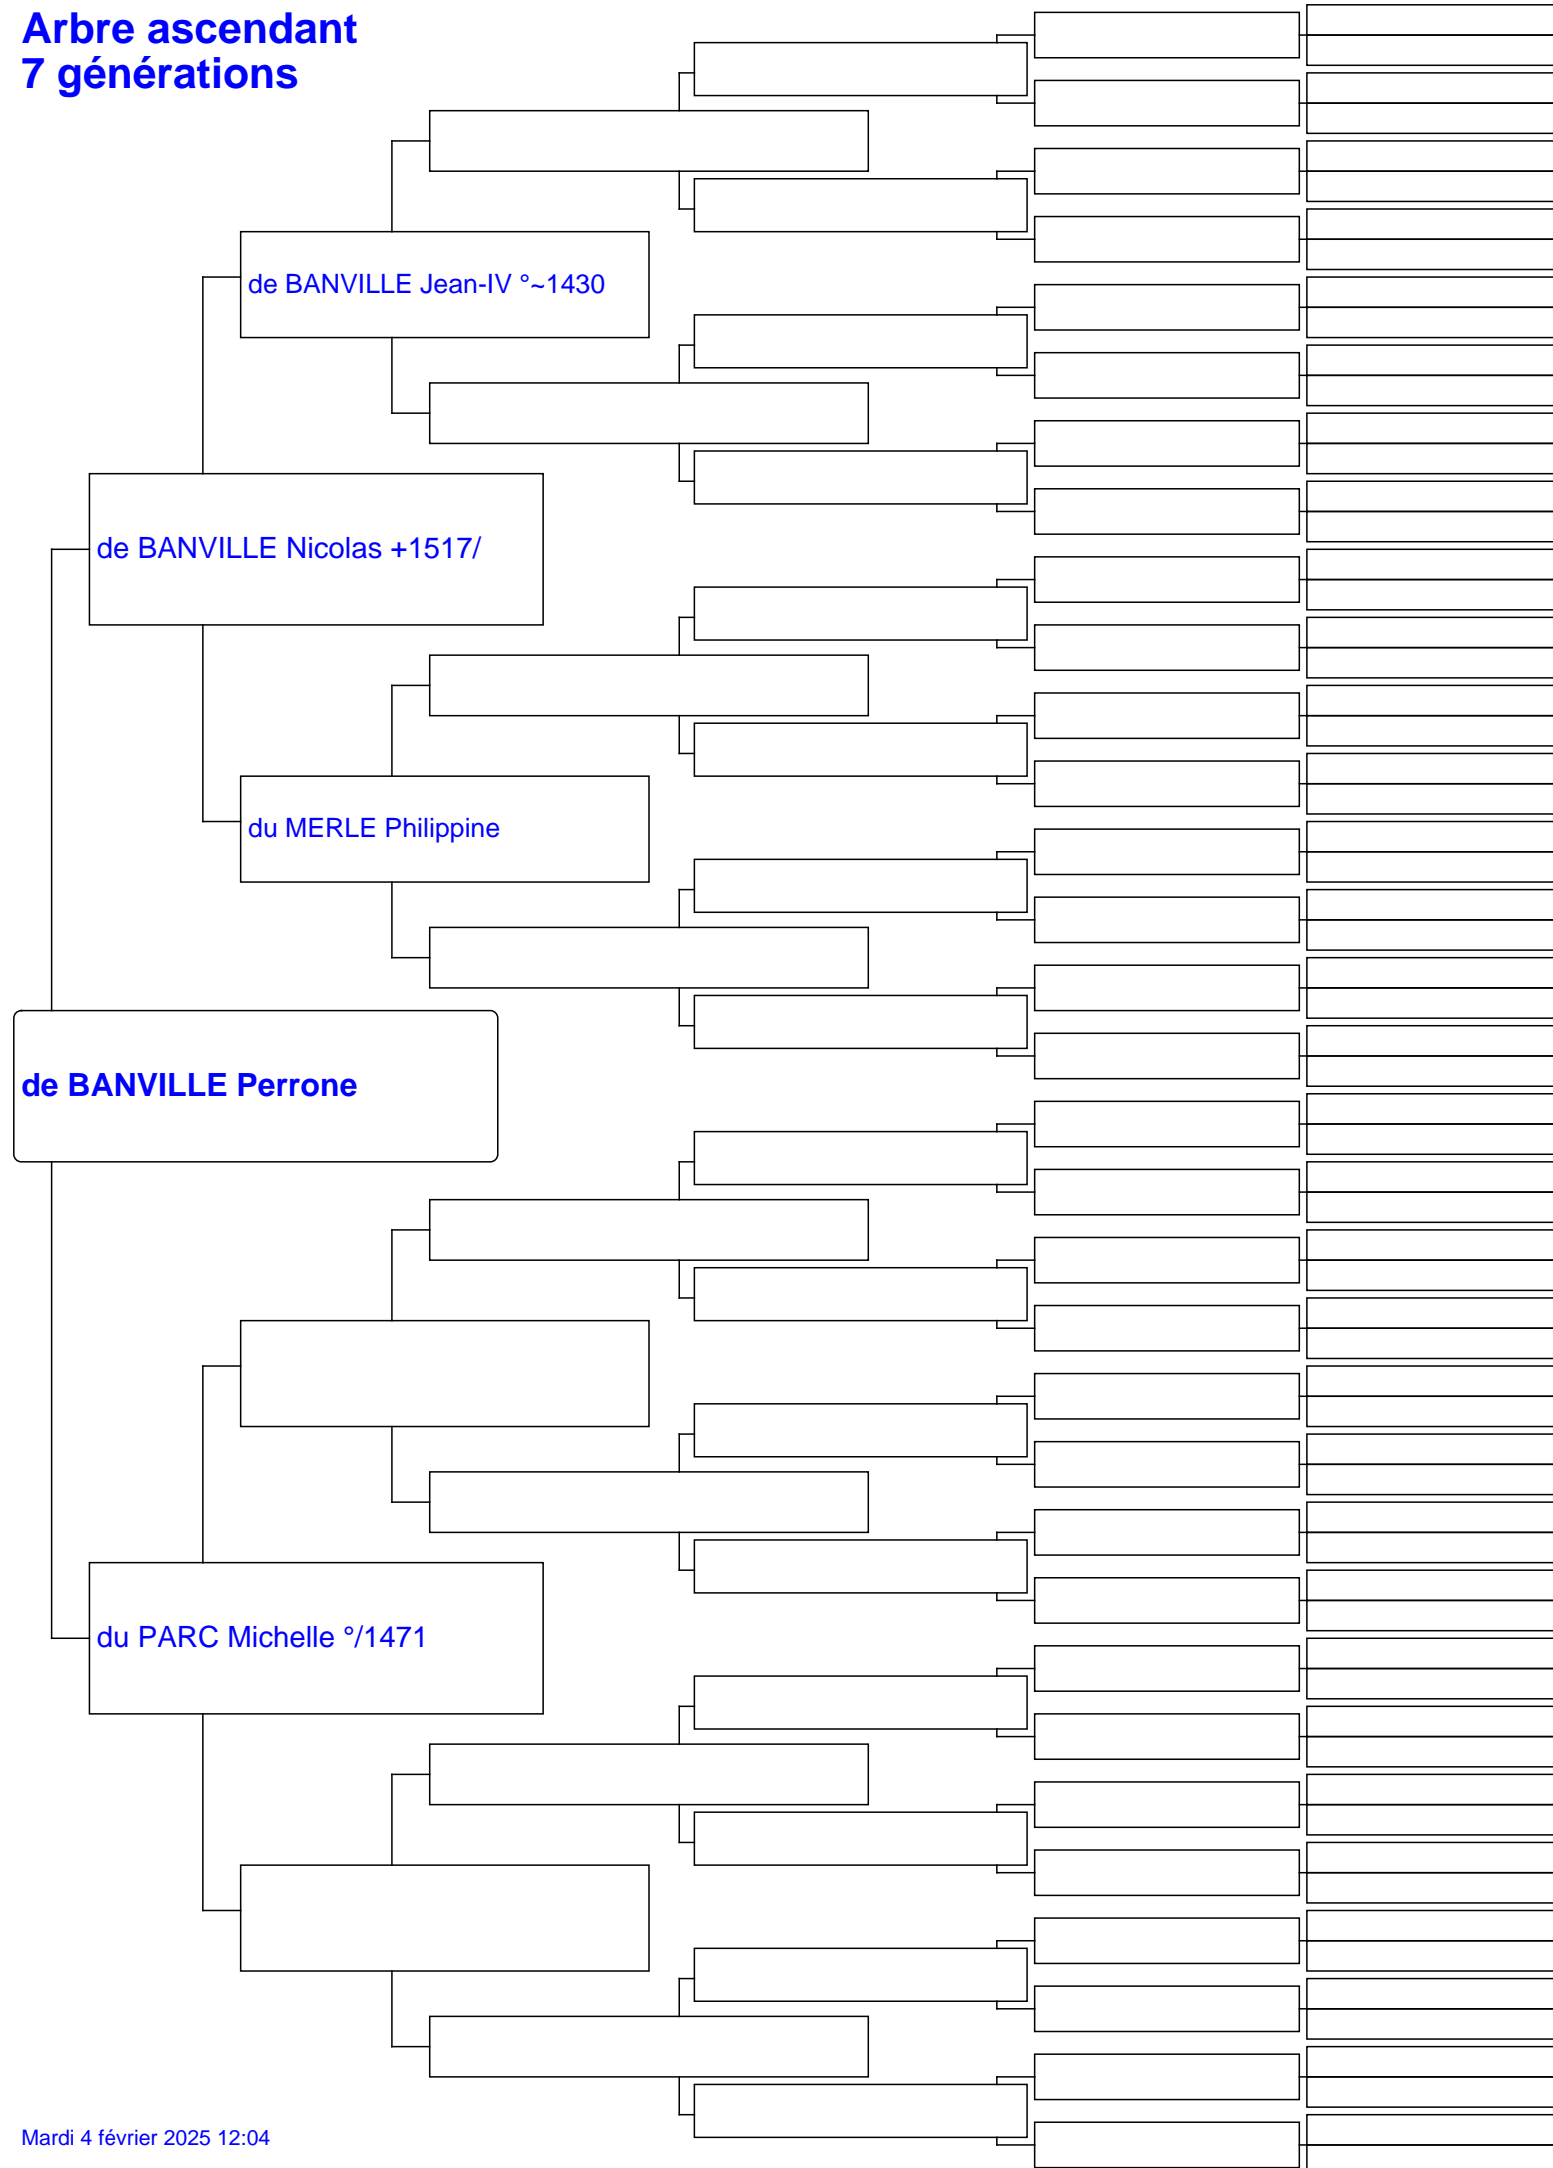 Arbre ascendant
7 générations
de BANVILLE Jean-IV °~1430
de BANVILLE Nicolas +1517/
du MERLE Philippine
de BANVILLE Perrone
du PARC Michelle °/1471
Mardi 4 février 2025 12:04